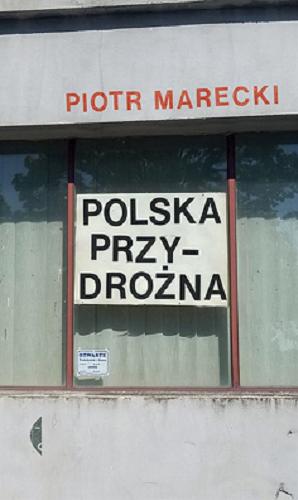 PIOTR MARECKI
POLSKA
PRZY-
DROŻNA